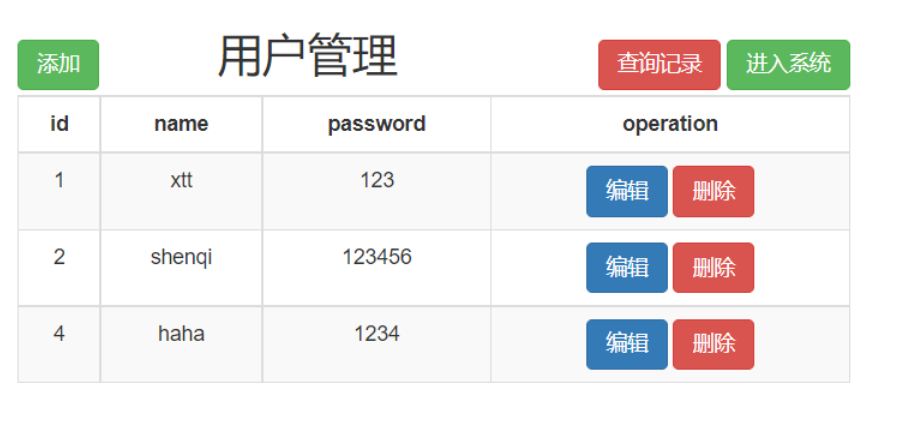 添加 用户管理 查询记录 进入系统
id name password operation
1 xtt 123 编辑 删除
2 shenqi 123456 编辑 删除
4 haha 1234 编辑 删除